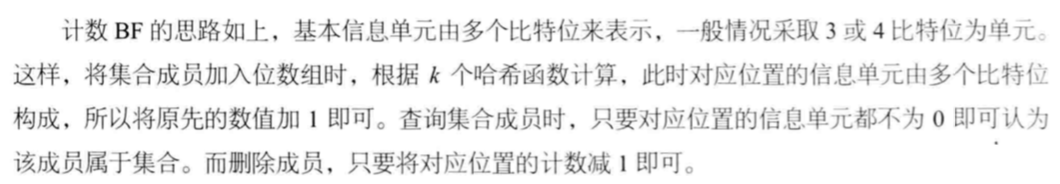 计数 BF 的思路如上，基本信息单元由多个比特位来表示，一般情况采取 3 或 4 比特位为单元。
这样，将集合成员加入位数组时，根据 k 个哈希函数计算，此时对应位置的信息单元由多个比特位
构成，所以将原先的数值加 1 即可。查询集合成员时，只要对应位置的信息单元都不为 0 即可认为
该成员属于集合。而删除成员，只要将对应位置的计数减 1 即可。